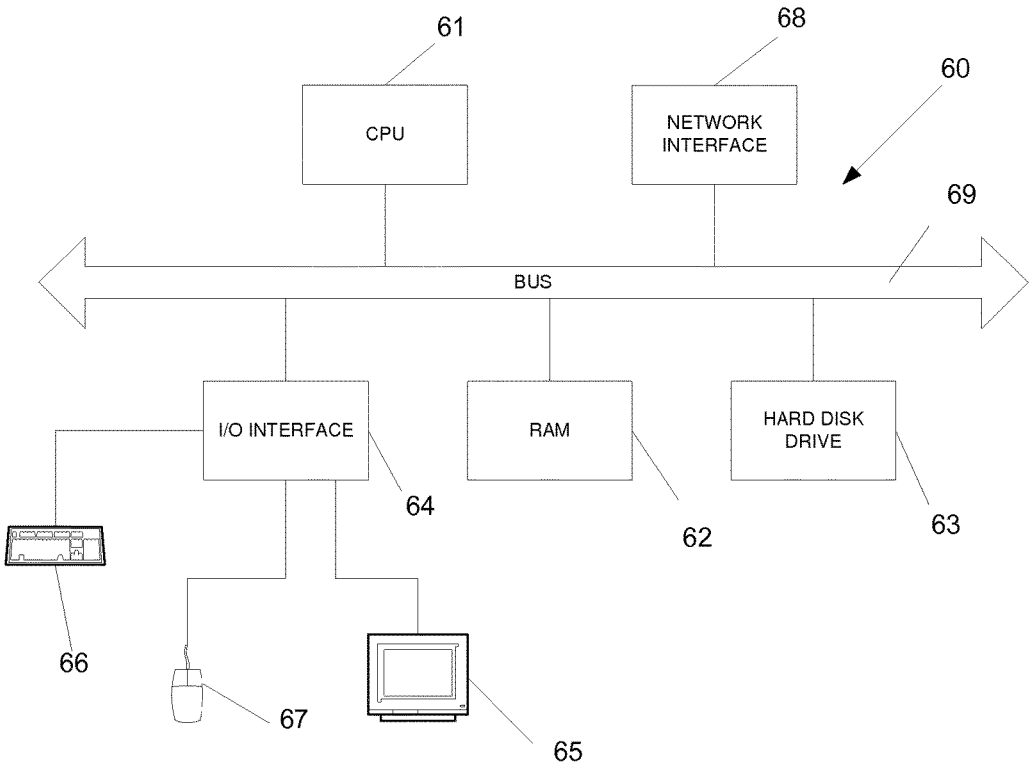 61
68
60
CPU
NETWORK
INTERFACE
69
BUS
I/O INTERFACE
RAM
HARD DISK
DRIVE
64
62
63
66
67
65